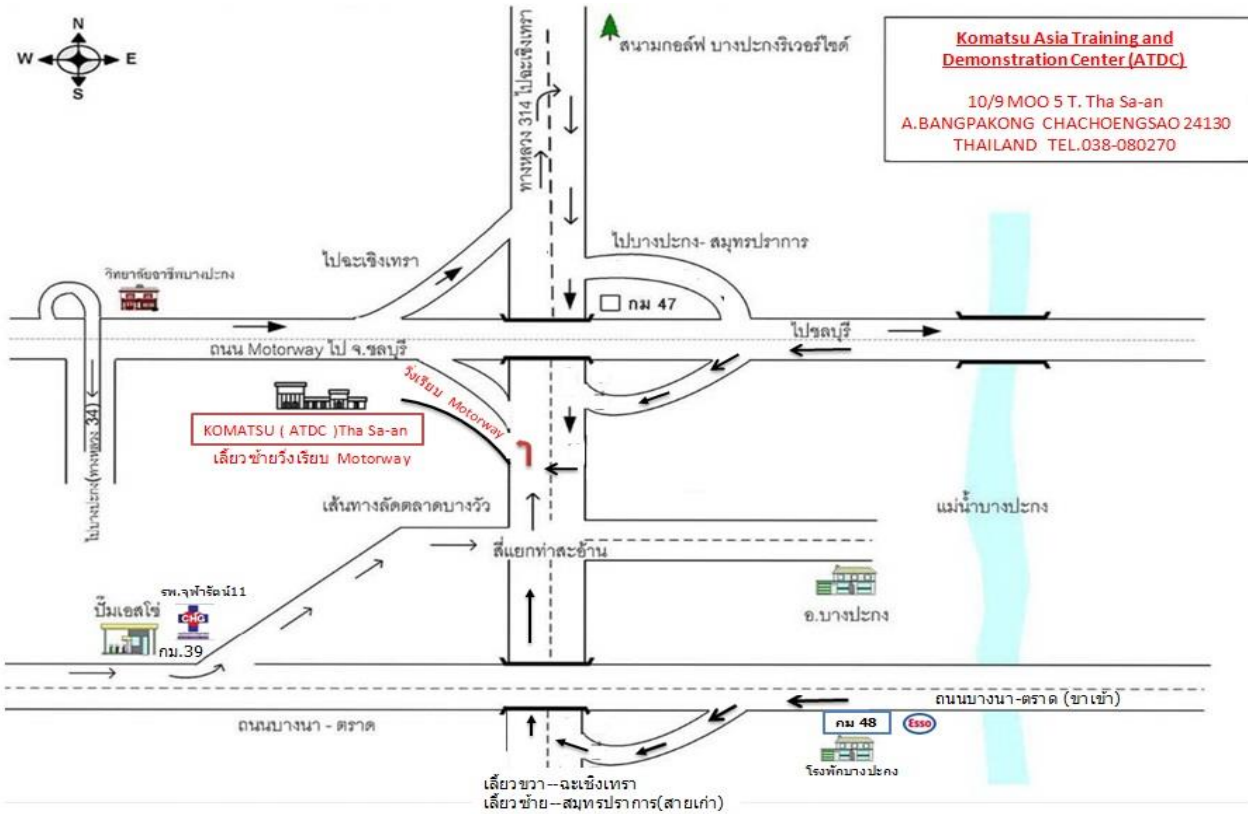 N
W E
S
ทางหลวง 314 ไปฉะเชิงเทรา
สนามกอล์ฟ บางปะกงริเวอร์ไซด์
Komatsu Asia Training and
Demonstration Center (ATDC)
10/9 MOO 5 T. Tha Sa-an
A.BANGPAKONG CHACHOENGSAO 24130
THAILAND TEL.038-080270
ไปบางปะกง- สมุทรปราการ
ไปฉะเชิงเทรา
วิทยาลัยอาชีพบางปะกง
กม 47
ไปชลบุรี
ถนน Motorway ไป จ.ชลบุรี
วิ่งเรียบ Motorway
KOMATSU ( ATDC )Tha Sa-an
เลี้ยวซ้ายวิ่งเรียบ Motorway
ไปบางปะกง(ทางหลวง 34)
เส้นทางลัดตลาดบางวัว
แม่น้ำบางปะกง
สี่แยกท่าสะอ้าน
รพ.จุฬารัตน์11
ปั๊มเอสโซ่
CHG
กม.39
อ.บางปะกง
ถนนบางนา-ตราด (ขาเข้า)
ถนนบางนา - ตราด
กม 48
Esso
โรงพักบางปะกง
เลี้ยวขวา--ฉะเชิงเทรา
เลี้ยวซ้าย--สมุทรปราการ(สายเก่า)